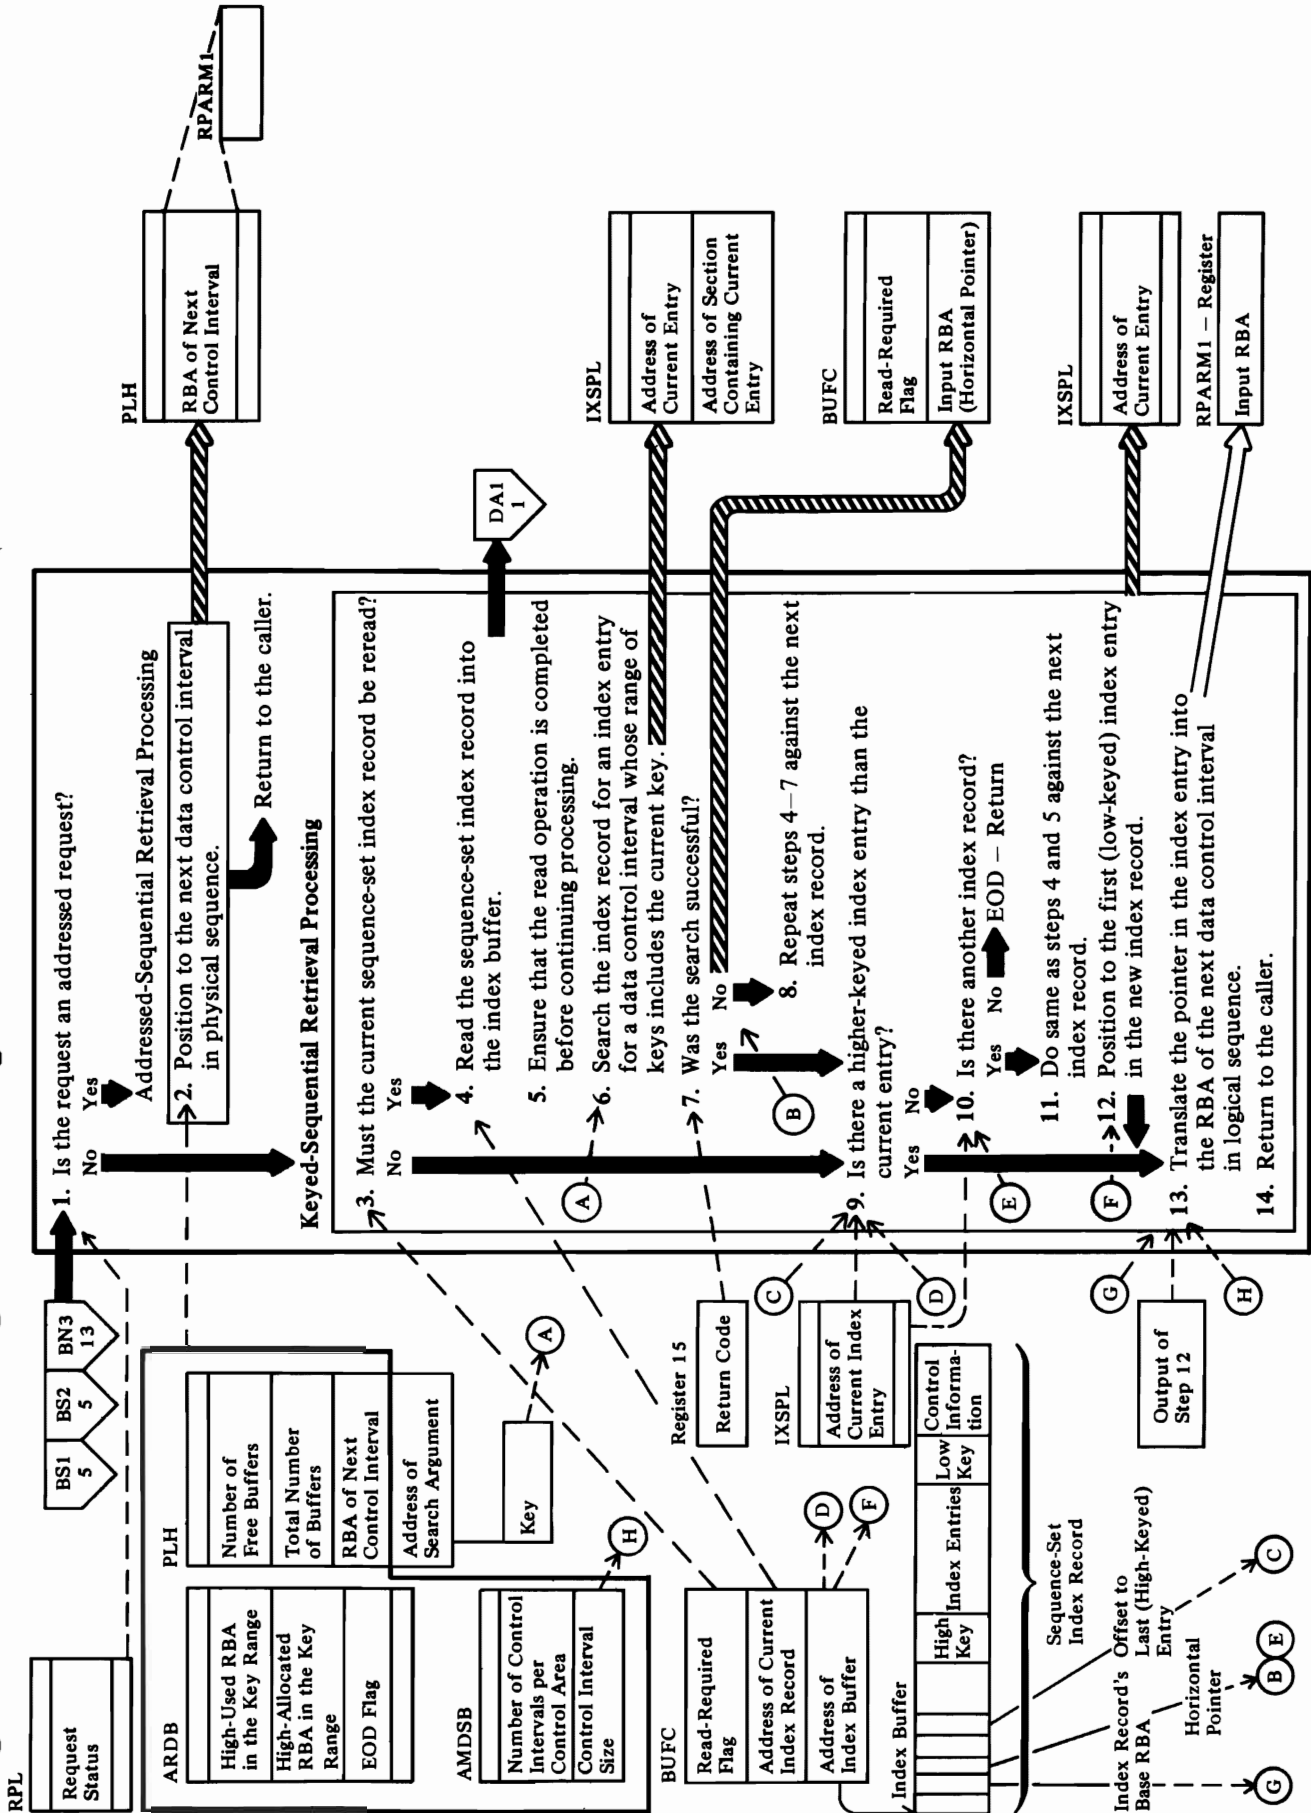 RPL
Request
Status
BS1
5
BS2
5
BN3
13
ARDB
High-Used RBA
in the Key Range
High-Allocated
RBA in the Key
Range
EOD Flag
PLH
Number of
Free Buffers
Total Number
of Buffers
RBA of Next
Control Interval
Address of
Search Argument
Key
A
AMDSB
Number of Control
Intervals per
Control Area
Control Interval
Size
H
BUFC
Read-Required
Flag
Address of Current
Index Record
Address of
Index Buffer
D
F
Register 15
Return Code
IXSPL
Address of
Current Index
Entry
C
D
Index Buffer
High
Key
Index Entries
Low
Key
Control
Informa-
tion
Sequence-Set
Index Record
Index Record's
Base RBA
Offset to
Last (High-Keyed)
Entry
Horizontal
Pointer
G
B
E
C
Output of
Step 12
G
H
1. Is the request an addressed request?
No
Yes
Addressed-Sequential Retrieval Processing
2. Position to the next data control interval
in physical sequence.
Return to the caller.
Keyed-Sequential Retrieval Processing
3. Must the current sequence-set index record be reread?
No
Yes
4. Read the sequence-set index record into
the index buffer.
5. Ensure that the read operation is completed
before continuing processing.
A
6. Search the index record for an index entry
for a data control interval whose range of
keys includes the current key.
7. Was the search successful?
Yes
No
B
8. Repeat steps 4–7 against the next
index record.
9. Is there a higher-keyed index entry than the
current entry?
Yes
No
10. Is there another index record?
Yes
No
EOD – Return
E
11. Do same as steps 4 and 5 against the next
index record.
F
12. Position to the first (low-keyed) index entry
in the new index record.
13. Translate the pointer in the index entry into
the RBA of the next data control interval
in logical sequence.
14. Return to the caller.
PLH
RBA of Next
Control Interval
RPARM1
DA1
1
IXSPL
Address of
Current Entry
Address of Section
Containing Current
Entry
BUFC
Read-Required
Flag
Input RBA
(Horizontal Pointer)
IXSPL
Address of
Current Entry
RPARM1 – Register
Input RBA